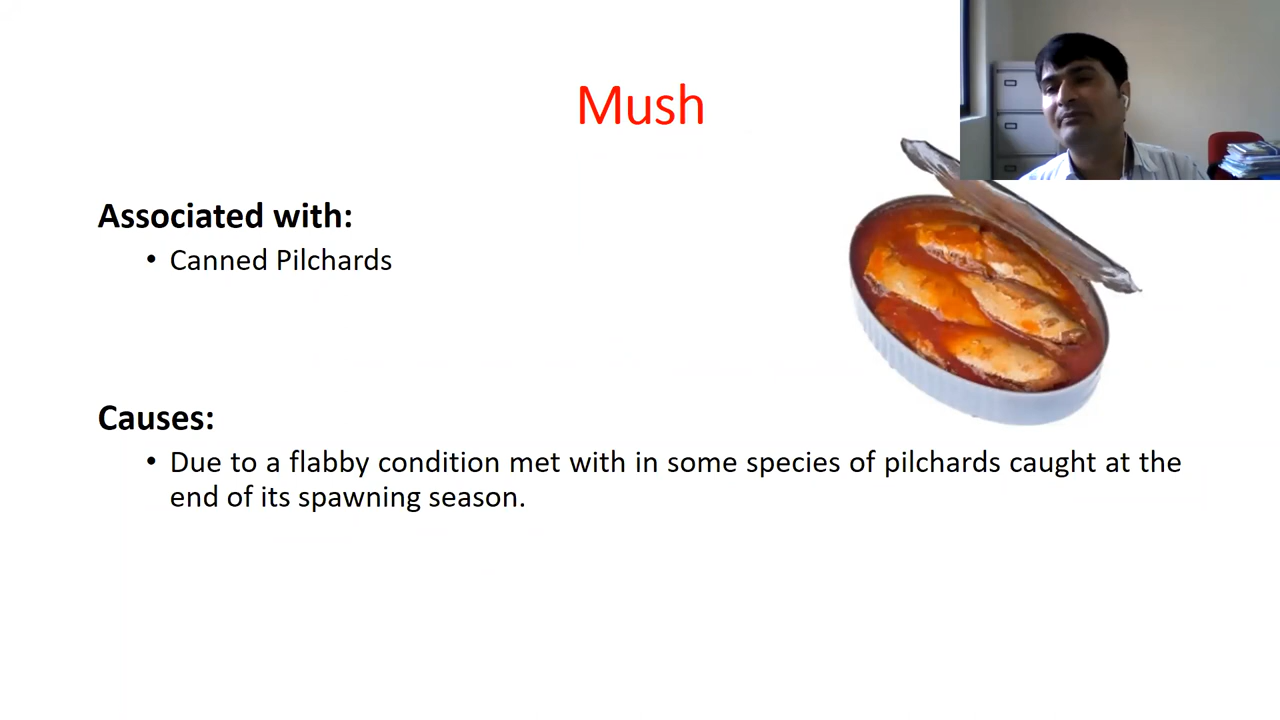 Mush
Associated with:
• Canned Pilchards
Causes:
• Due to a flabby condition met with in some species of pilchards caught at the
end of its spawning season.